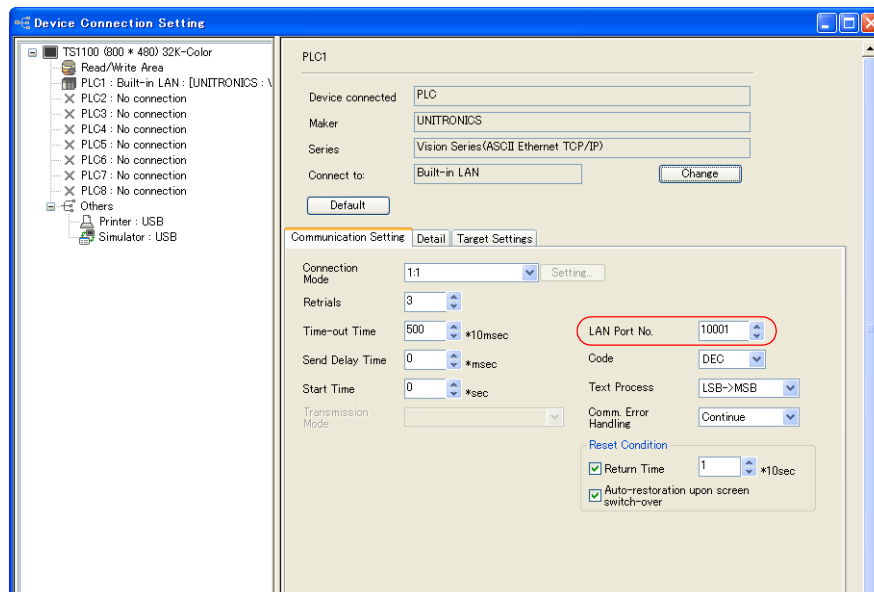 Device Connection Setting
TS1100 (800 * 480) 32K-Color
Read/Write Area
PLC1 : Built-in LAN : [UNITRONICS : \
PLC2 : No connection
PLC3 : No connection
PLC4 : No connection
PLC5 : No connection
PLC6 : No connection
PLC7 : No connection
PLC8 : No connection
Others
Printer : USB
Simulator : USB
PLC1
Device connected PLC
Maker UNITRONICS
Series Vision Series(ASCII Ethernet TCP/IP)
Connect to: Built-in LAN Change
Default
Communication Setting Detail Target Settings
Connection
Mode
1:1 Setting...
Retrials 3
Time-out Time 500 *10msec
Send Delay Time 0 *msec
Start Time 0 *sec
Transmission
Mode
LAN Port No. 10001
Code DEC
Text Process LSB->MSB
Comm. Error
Handling
Continue
Reset Condition
Return Time 1 *10sec
Auto-restoration upon screen
switch-over